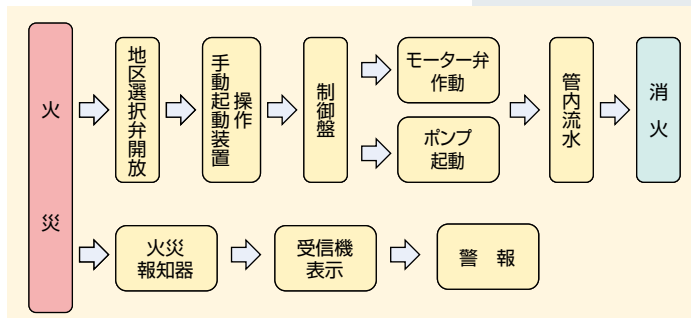 火災
地区選択弁開放
手動起動装置
操作
制御盤
モーター弁
作動
ポンプ
起動
管内流水
消火
火災
報知器
受信機
表示
警報